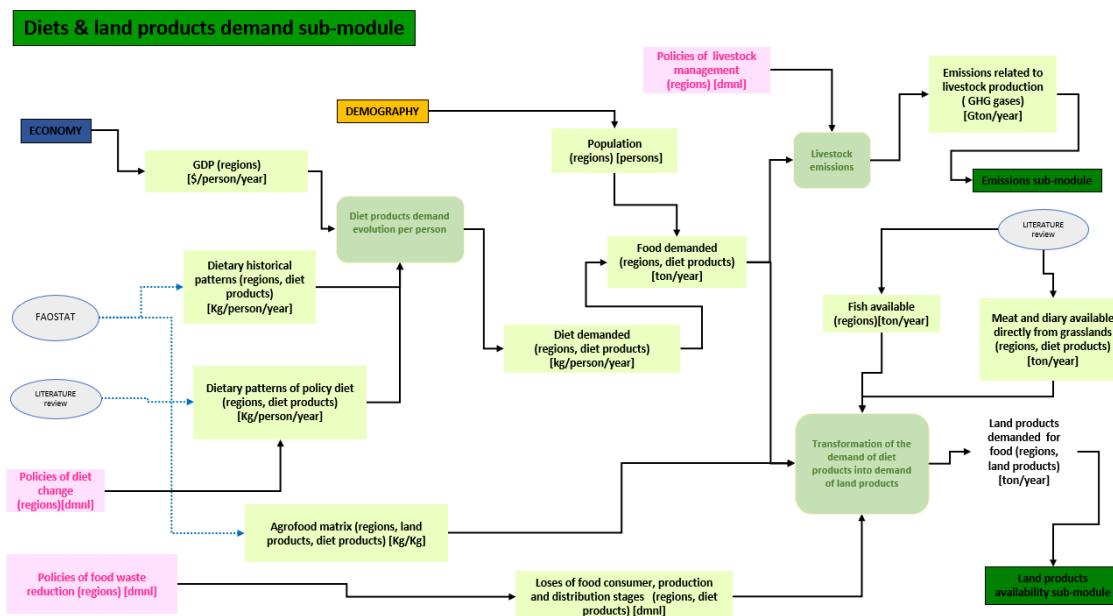 Diets & land products demand sub-module
Policies of livestock
management
(regions) [dmnl]
Emissions related to
livestock production
( GHG gases)
[Gton/year]
ECONOMY
DEMOGRAPHY
GDP (regions)
[$/person/year]
Population
(regions) [persons]
Livestock
emissions
Emissions sub-module
Diet products demand
evolution per person
LITERATURE
review
Dietary historical
patterns (regions, diet
products)
[Kg/person/year]
Food demanded
(regions, diet products)
[ton/year]
FAOSTAT
Fish available
(regions)[ton/year]
Meat and diary available
directly from grasslands
(regions, diet products)
[ton/year]
Diet demanded
(regions, diet products)
[kg/person/year]
LITERATURE
review
Dietary patterns of policy diet
(regions, diet products)
[Kg/person/year]
Transformation of the
demand of diet
products into demand
of land products
Land products
demanded for
food (regions,
land products)
[ton/year]
Policies of diet
change
(regions)[dmnl]
Agrofood matrix (regions, land
products, diet products) [Kg/Kg]
Policies of food waste
reduction (regions) [dmnl]
Loses of food consumer, production
and distribution stages (regions, diet
products) [dmnl]
Land products
availability sub-module